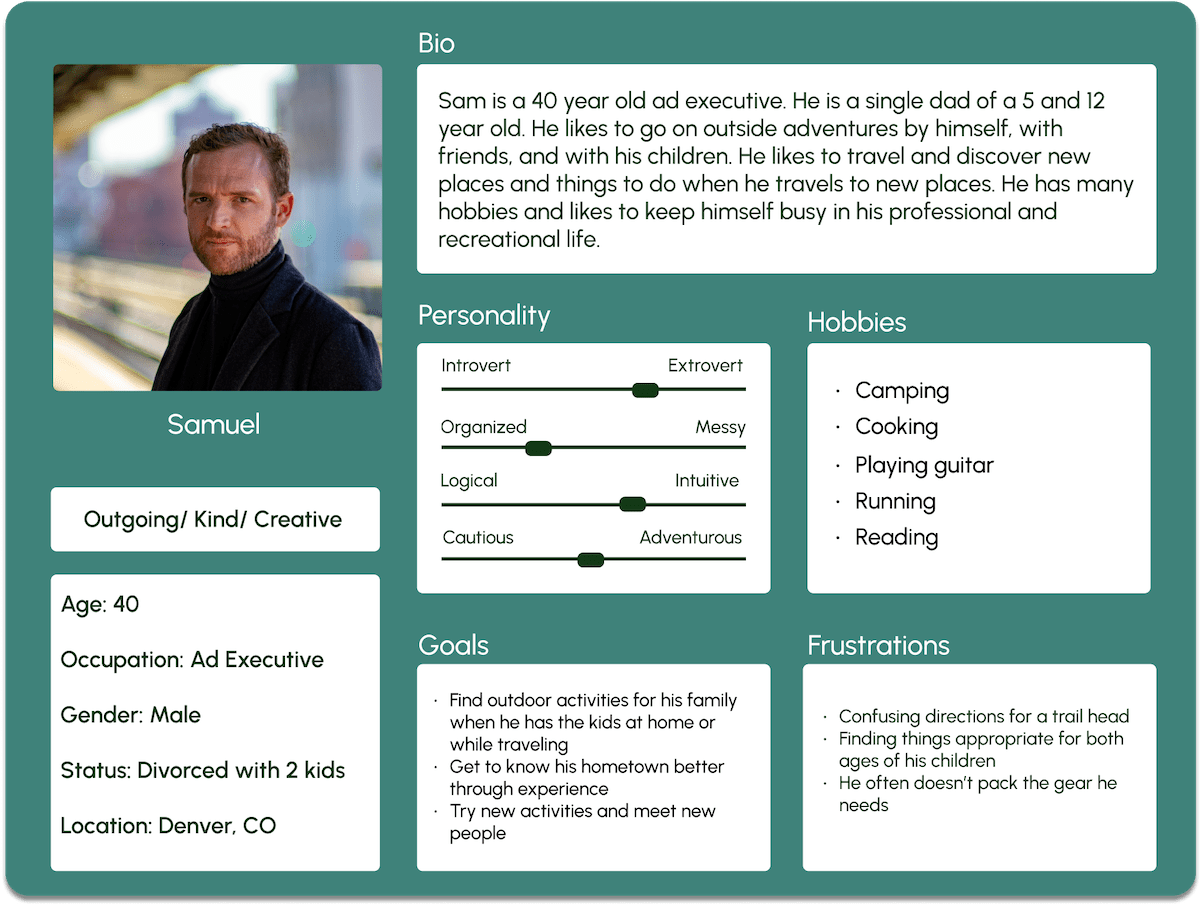 Samuel
Outgoing/ Kind/ Creative
Age: 40
Occupation: Ad Executive
Gender: Male
Status: Divorced with 2 kids
Location: Denver, CO
Bio
Sam is a 40 year old ad executive. He is a single dad of a 5 and 12
year old. He likes to go on outside adventures by himself, with
friends, and with his children. He likes to travel and discover new
places and things to do when he travels to new places. He has many
hobbies and likes to keep himself busy in his professional and
recreational life.
Personality
Introvert Extrovert
Organized Messy
Logical Intuitive
Cautious Adventurous
Hobbies
· Camping
· Cooking
· Playing guitar
· Running
· Reading
Goals
· Find outdoor activities for his family
when he has the kids at home or
while traveling
· Get to know his hometown better
through experience
· Try new activities and meet new
people
Frustrations
· Confusing directions for a trail head
· Finding things appropriate for both
ages of his children
· He often doesn’t pack the gear he
needs